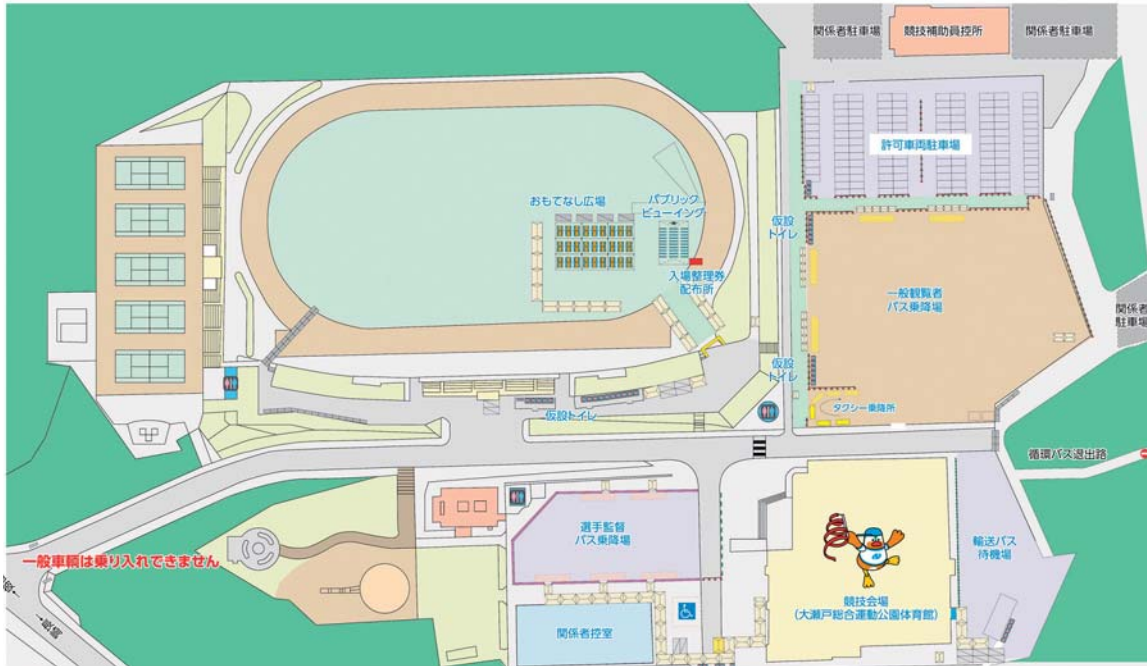 関係者駐車場
競技補助員控所
関係者駐車場
許可車両駐車場
おもてなし広場
パブリック
ビューイング
仮設
トイレ
入場整理券
配布所
一般観覧者
バス乗降場
関係者
駐車場
仮設
トイレ
タクシー乗降所
仮設トイレ
循環バス退出路
選手監督
バス乗降場
輸送バス
待機場
一般車輌は乗り入れできません
競技会場
(大瀬戸総合運動公園体育館)
関係者控室